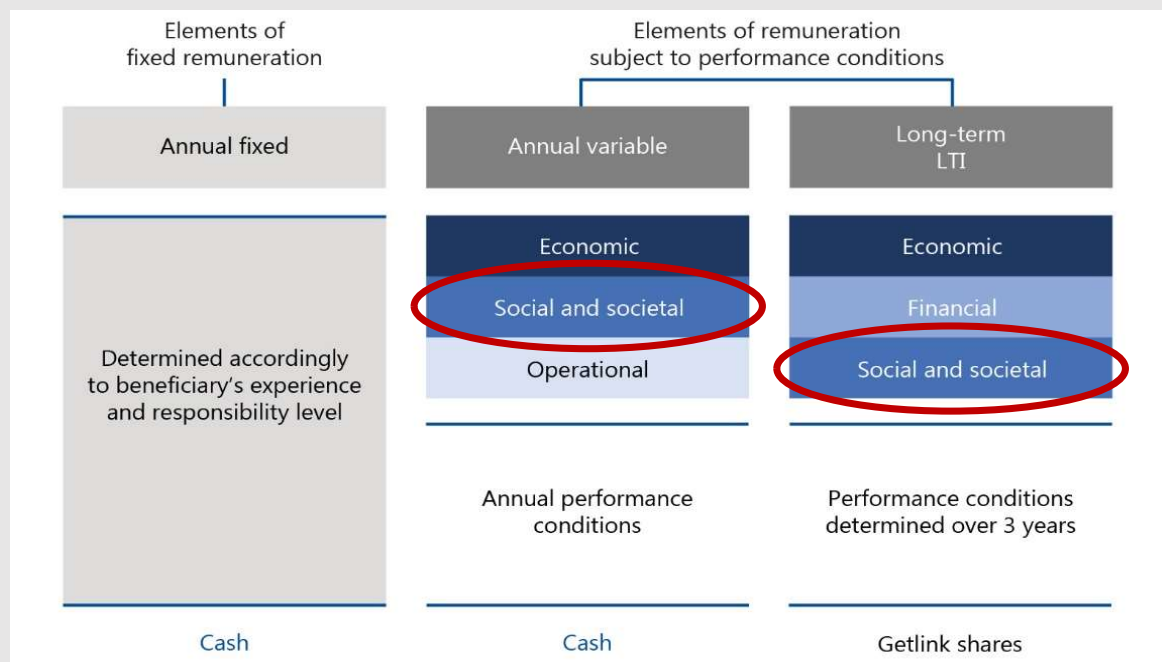 Elements of
fixed remuneration
Elements of remuneration
subject to performance conditions
Annual fixed
Annual variable
Long-term
LTI
Determined accordingly
to beneficiary's experience
and responsibility level
Economic
Social and societal
Operational
Economic
Financial
Social and societal
Annual performance
conditions
Performance conditions
determined over 3 years
Cash
Cash
Getlink shares